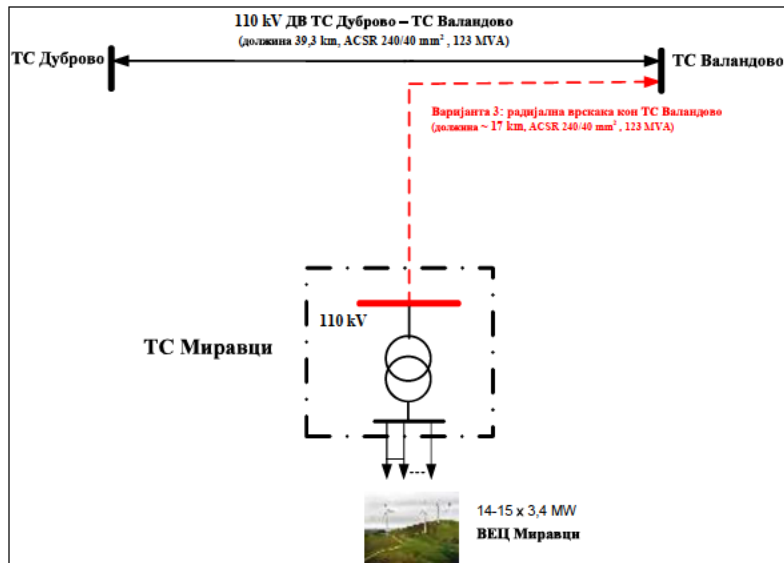 110 kV ДВ ТС Дуброво – ТС Валандово
(должина 39,3 km, ACSR 240/40 mm², 123 MVA)
ТС Дуброво
ТС Валандово
Варијанта 3: радијална врскака кон ТС Валандово
(должина ~ 17 km, ACSR 240/40 mm², 123 MVA)
110 kV
ТС Миравци
14-15 x 3,4 MW
ВЕЦ Миравци